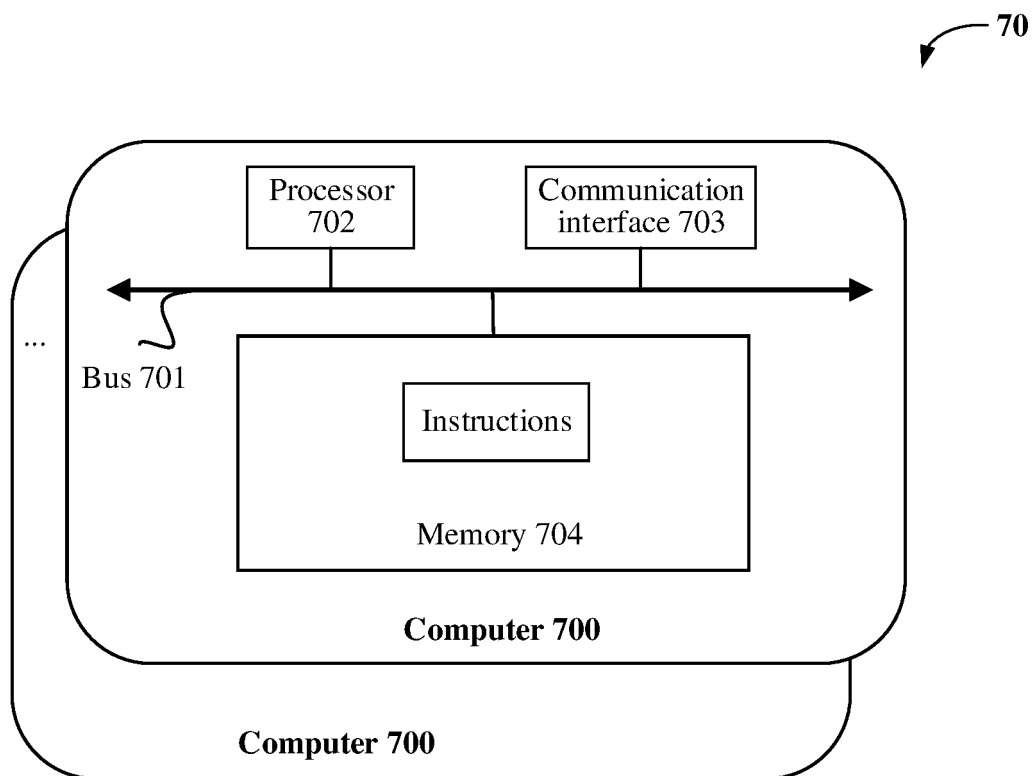 70
Processor
702
Communication
interface 703
...
Bus 701
Instructions
Memory 704
Computer 700
Computer 700